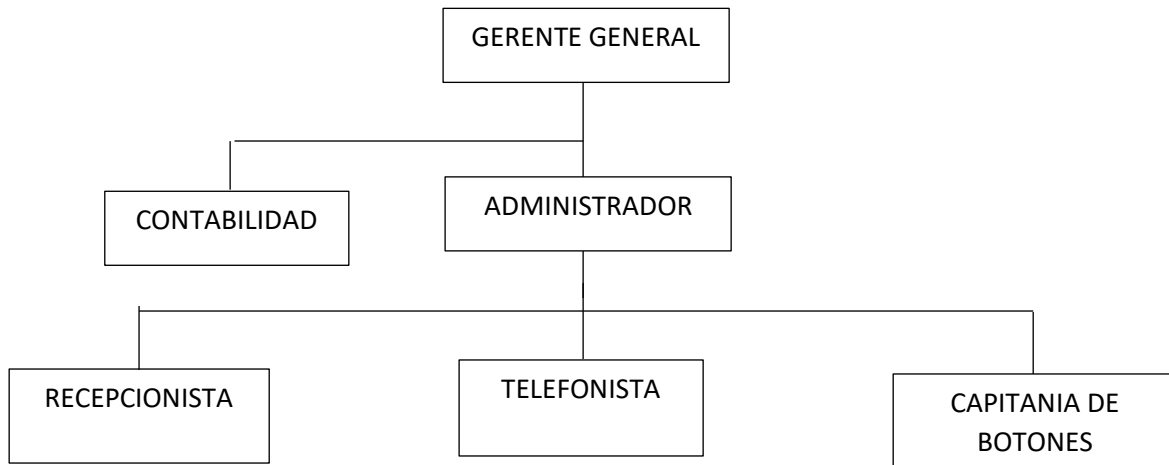 GERENTE GENERAL
CONTABILIDAD
ADMINISTRADOR
RECEPCIONISTA
TELEFONISTA
CAPITANIA DE
BOTONES